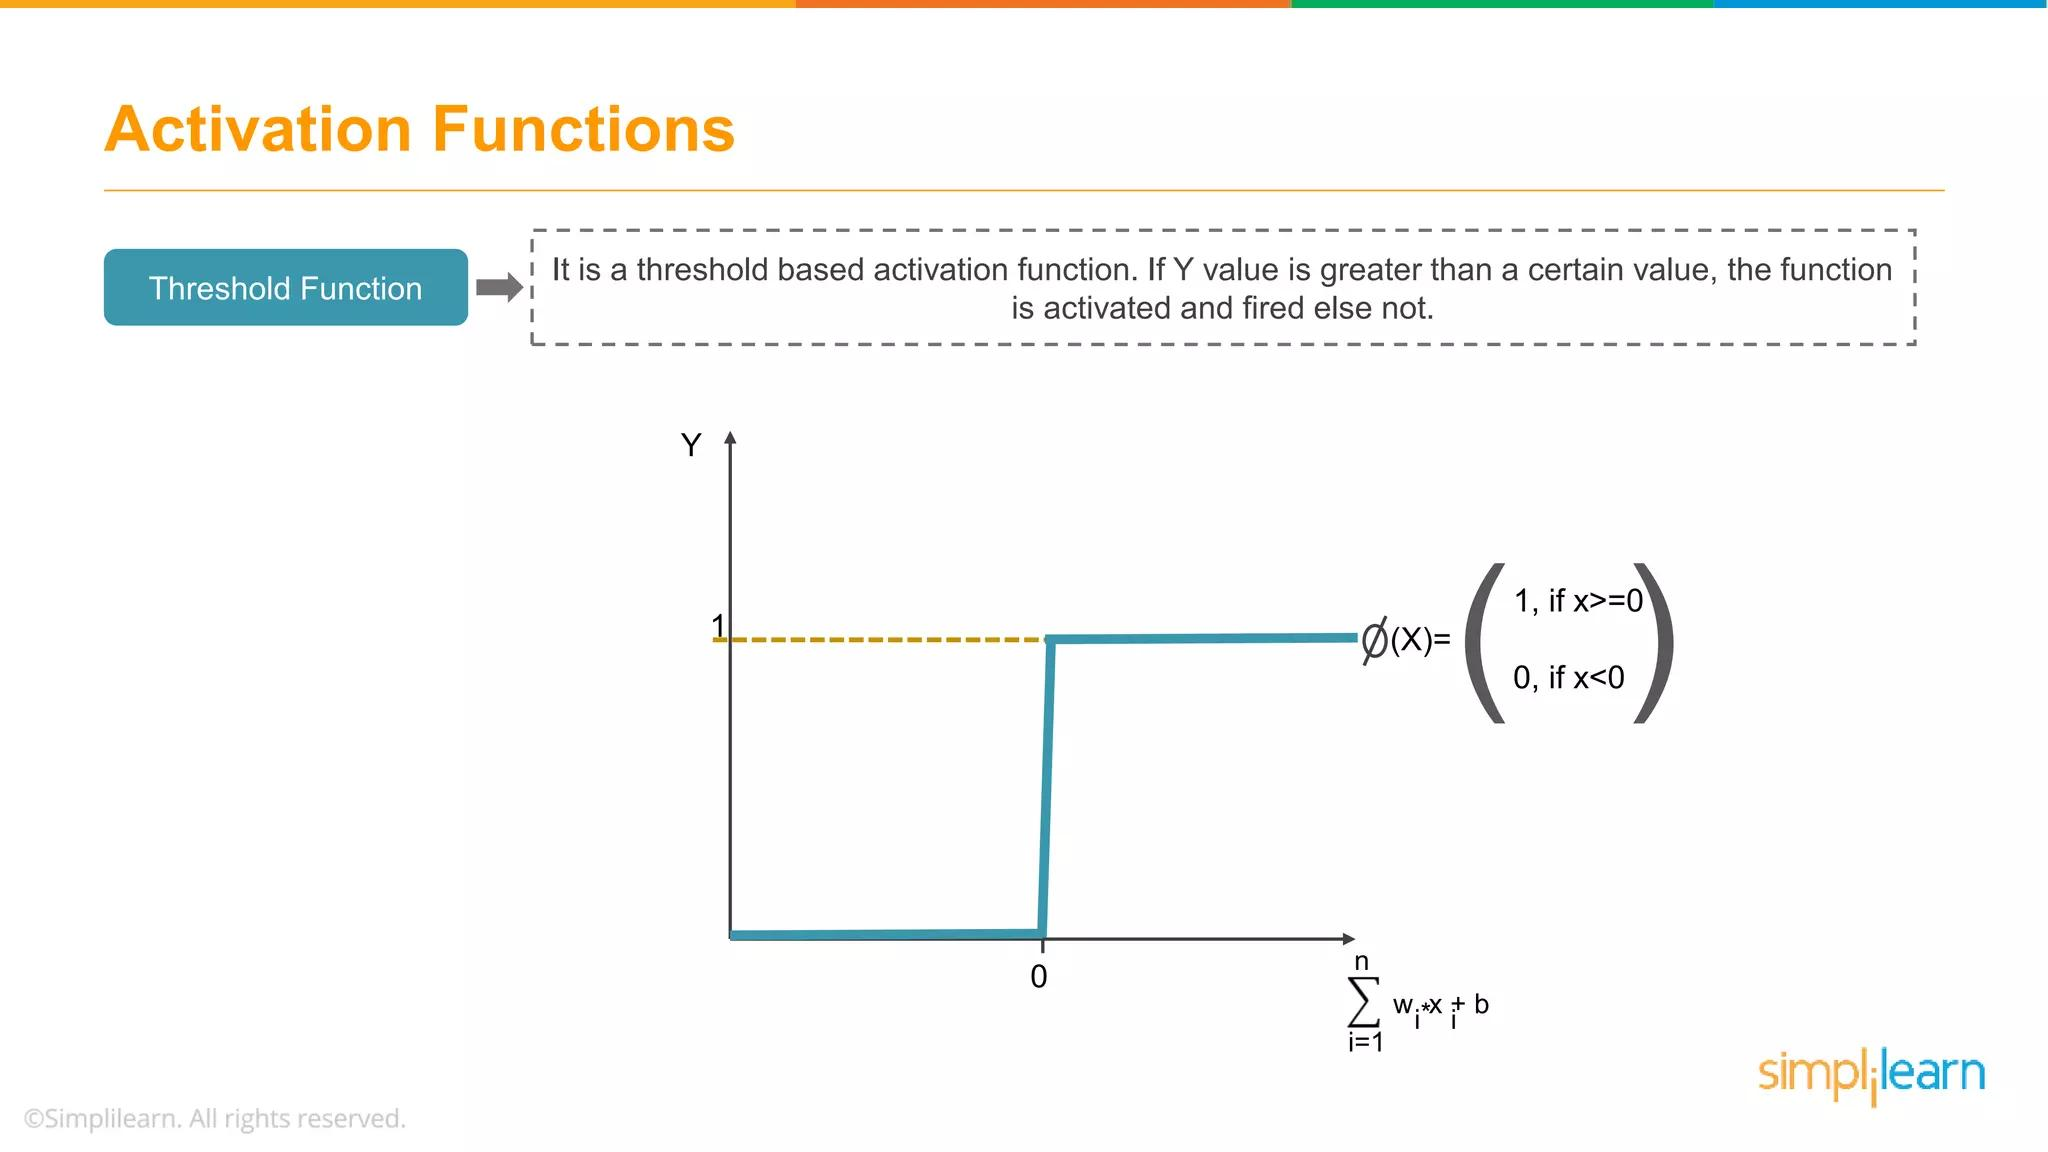 Activation Functions
Threshold Function
It is a threshold based activation function. If Y value is greater than a certain value, the function
is activated and fired else not.
Y
1
1, if x>=0
∅(X)=
0, if x<0
0
n
∑ wi*xi+ b
i=1
simplilearn
©Simplilearn. All rights reserved.